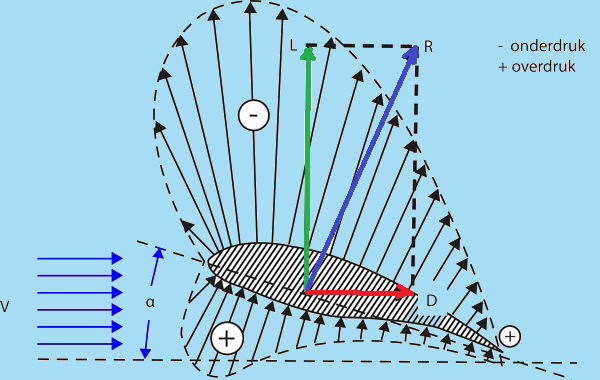 L
R
- onderdruk
+ overdruk
-
V
α
D
+
+